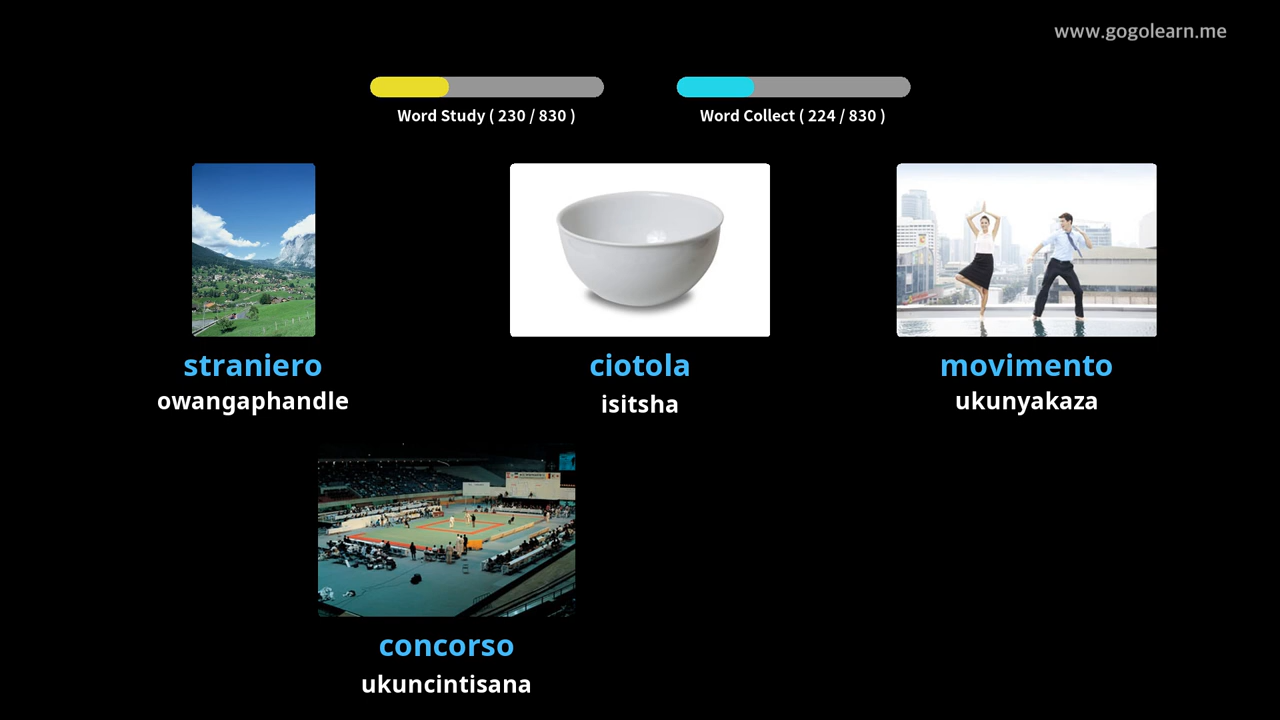 www.gogolearn.me
Word Study ( 230 / 830 )
Word Collect ( 224 / 830 )
straniero
owangaphandle
ciotola
isitsha
movimento
ukunyakaza
concorso
ukuncintisana